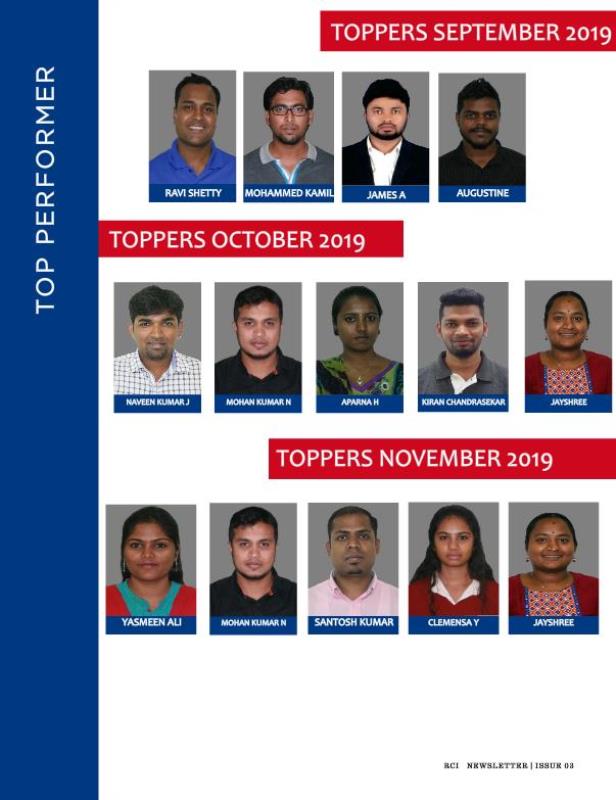 TOP PERFORMER
TOPPERS SEPTEMBER 2019
RAVI SHETTY
MOHAMMED KAMIL
JAMES A
AUGUSTINE
TOPPERS OCTOBER 2019
NAVEEN KUMAR J
MOHAN KUMAR N
APARNA H
KIRAN CHANDRASEKAR
JAYSHREE
TOPPERS NOVEMBER 2019
YASMEEN ALI
MOHAN KUMAR N
SANTOSH KUMAR
CLEMENSA Y
JAYSHREE
RCI NEWSLETTER | ISSUE 03